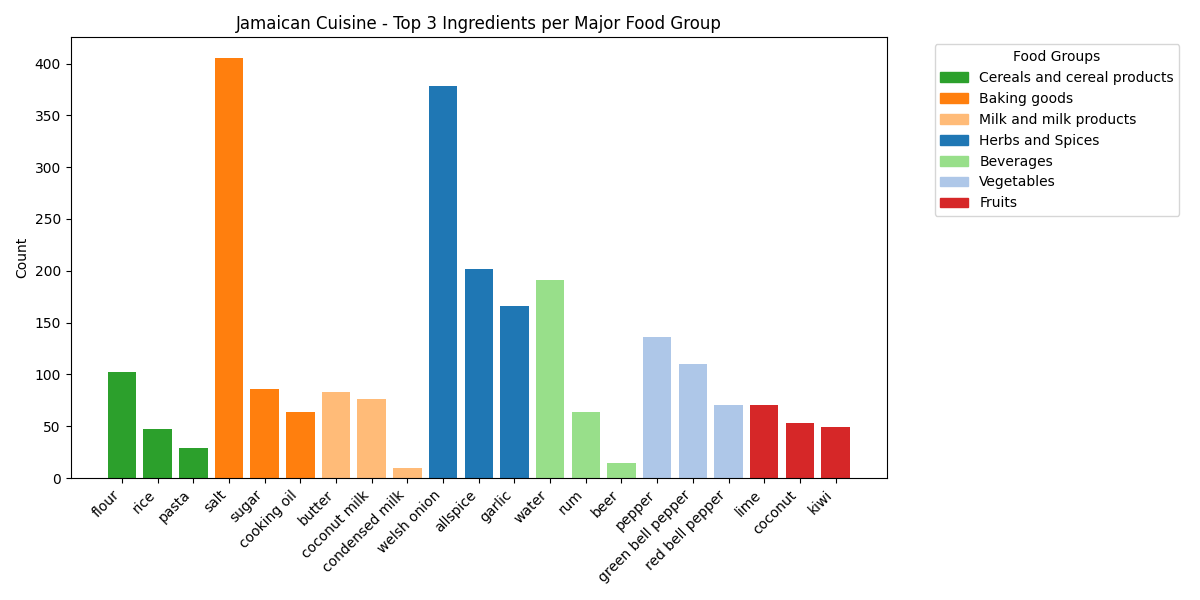 Jamaican Cuisine - Top 3 Ingredients per Major Food Group
Food Groups
Cereals and cereal products
Baking goods
Milk and milk products
Herbs and Spices
Beverages
Vegetables
Fruits
Count
400
350
300
250
200
150
100
50
0
flour
rice
pasta
salt
sugar
cooking oil
butter
coconut milk
condensed milk
welsh onion
allspice
garlic
water
rum
beer
pepper
green bell pepper
red bell pepper
lime
coconut
kiwi